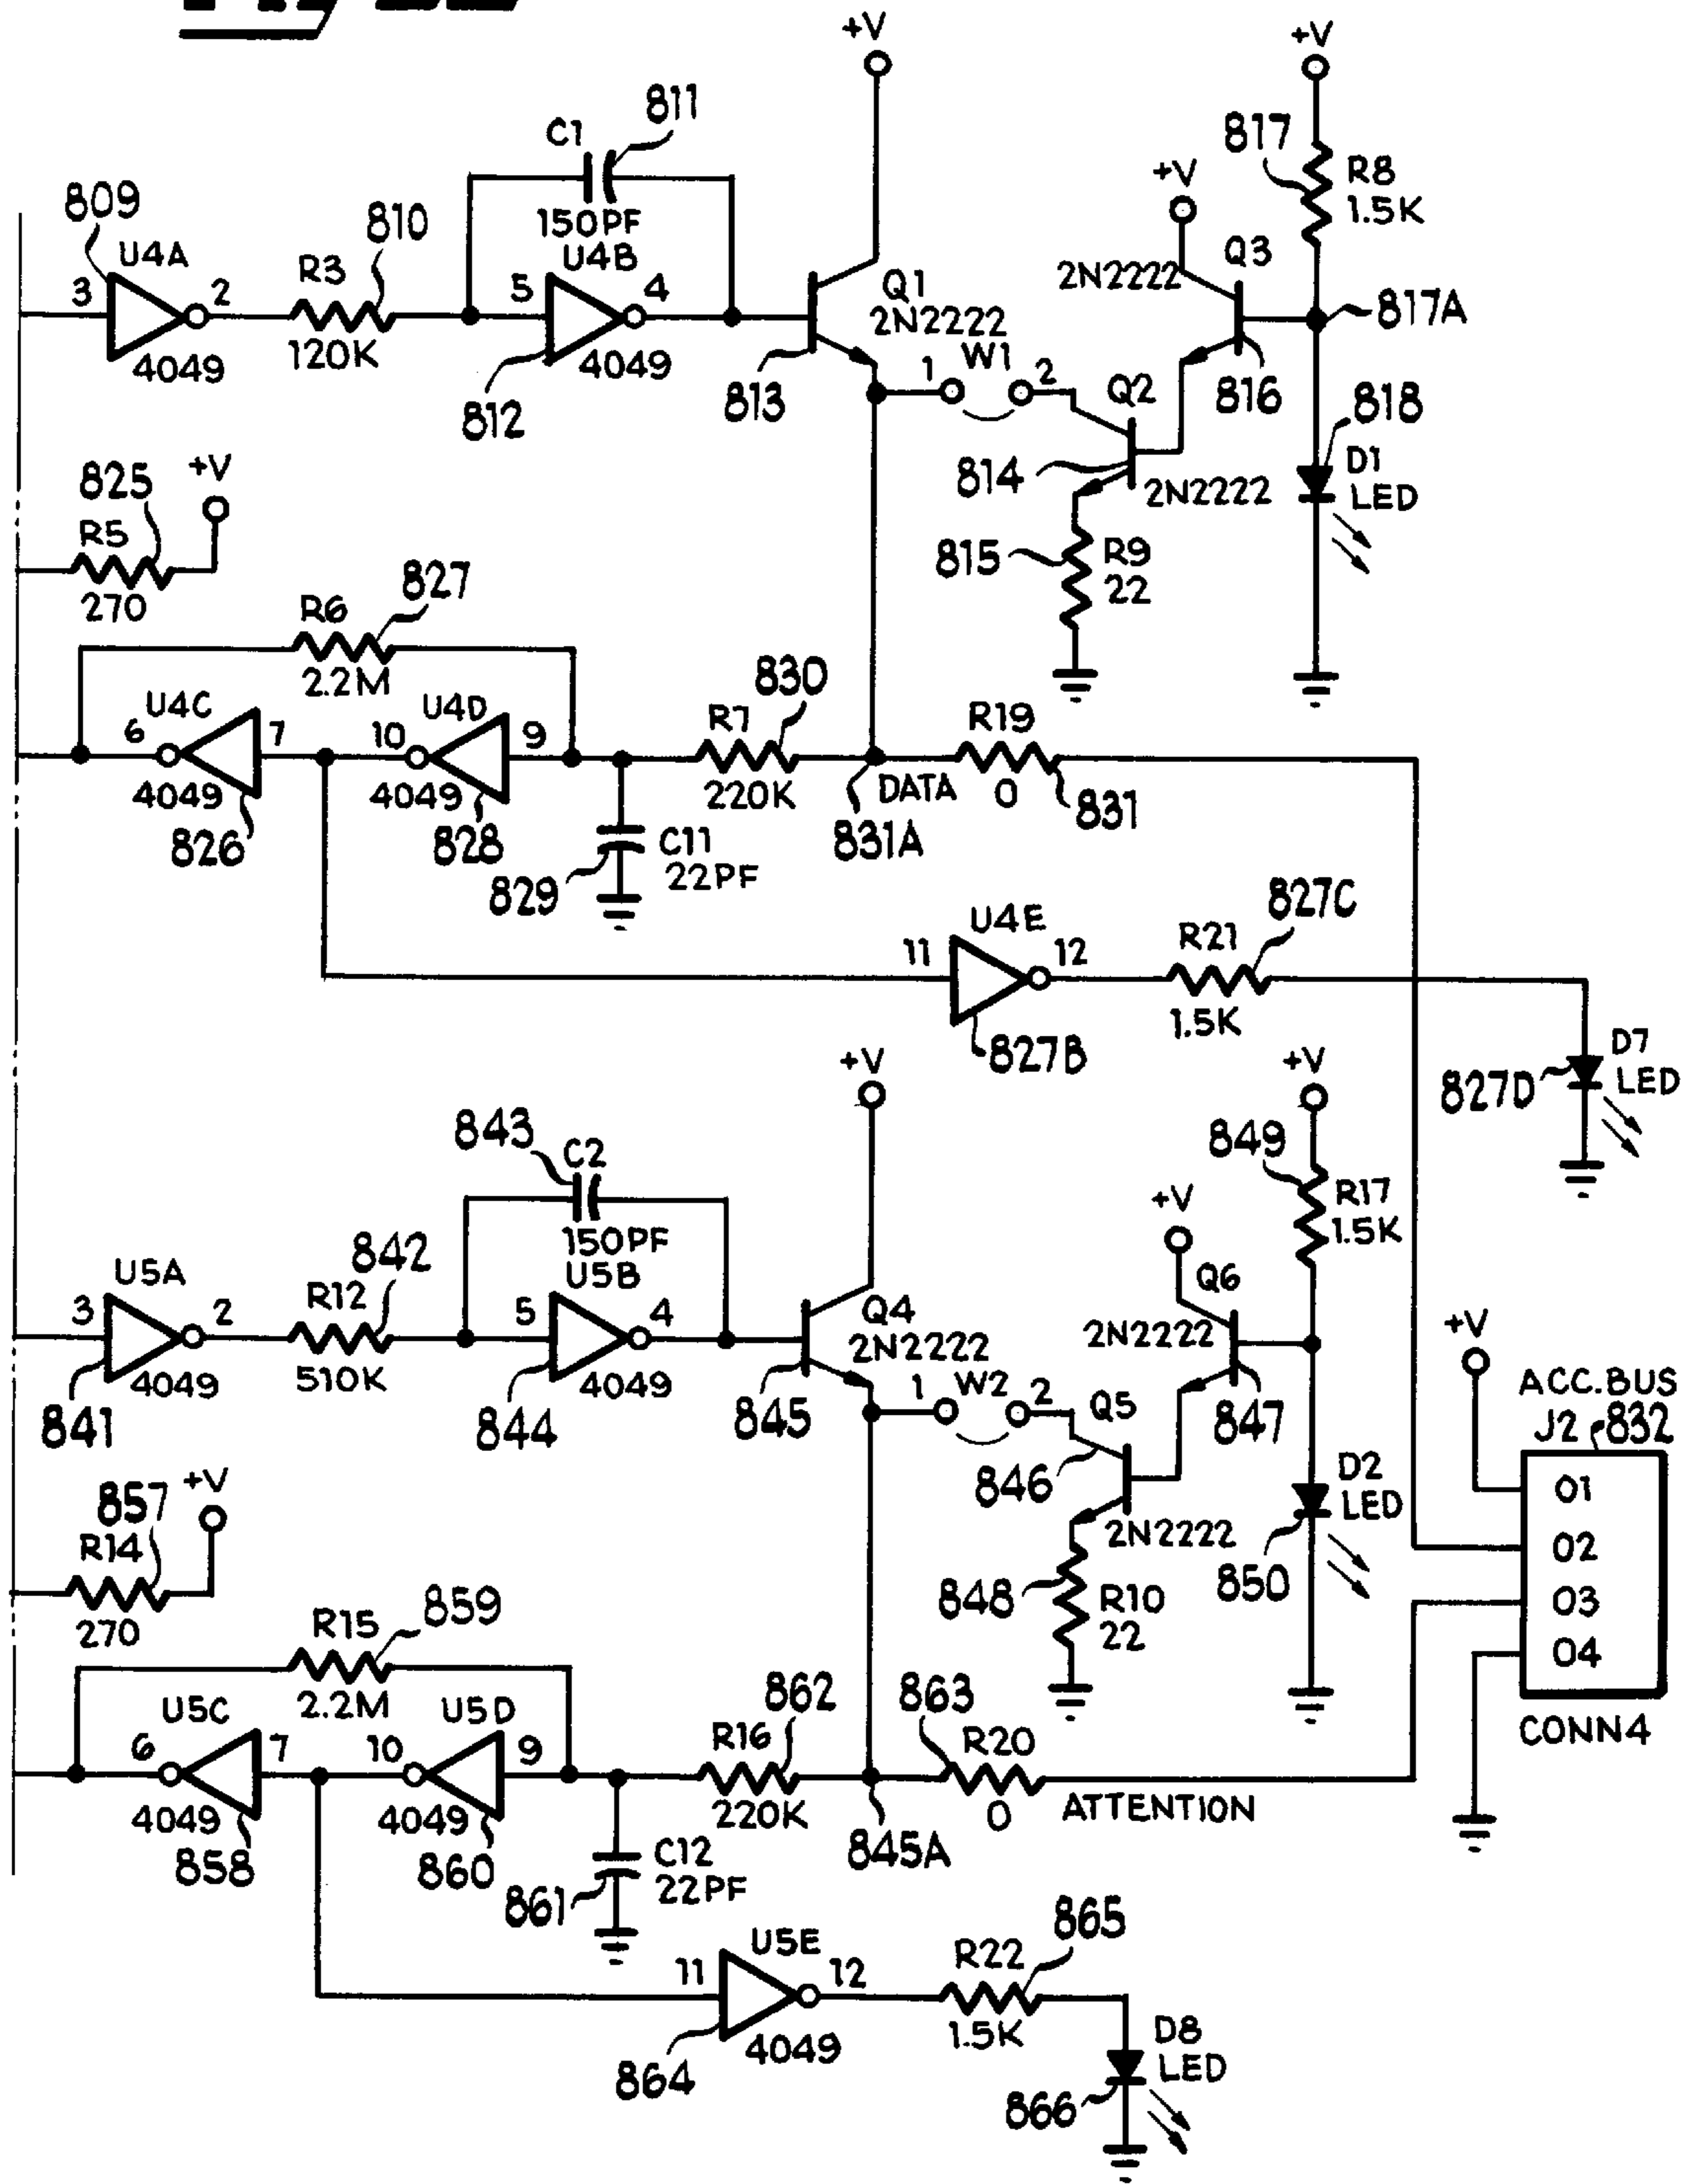 +V
+V
811
C1
817
R8
1.5K
+V
809
810
150PF
U4A
U4B
R3
Q3
2N2222
3
2
5
4
Q1
2N2222
817A
120K
4049
4049
W1
1
2
Q2
816
818
812
813
825
+V
814
2N2222
D1
LED
R5
270
827
815
R9
22
R6
2.2M
830
U4C
U4D
R7
R19
6
7
10
9
4049
4049
220K
DATA
0
831
826
828
831A
C11
22PF
829
827C
U4E
R21
11
12
1.5K
827B
+V
+V
D7
LED
827D
843
C2
849
R17
1.5K
+V
150PF
842
U5A
U5B
R12
Q6
3
2
5
4
Q4
2N2222
2N2222
+V
510K
4049
4049
W2
1
2
Q5
ACC.BUS
J2
832
841
844
845
847
846
D2
LED
01
857
+V
2N2222
R14
850
02
848
R10
22
03
270
R15
859
04
2.2M
U5C
U5D
862
863
R16
R20
CONN4
6
7
10
9
4049
4049
220K
0
ATTENTION
858
860
845A
C12
22PF
861
865
U5E
R22
11
12
1.5K
4049
D8
LED
864
866